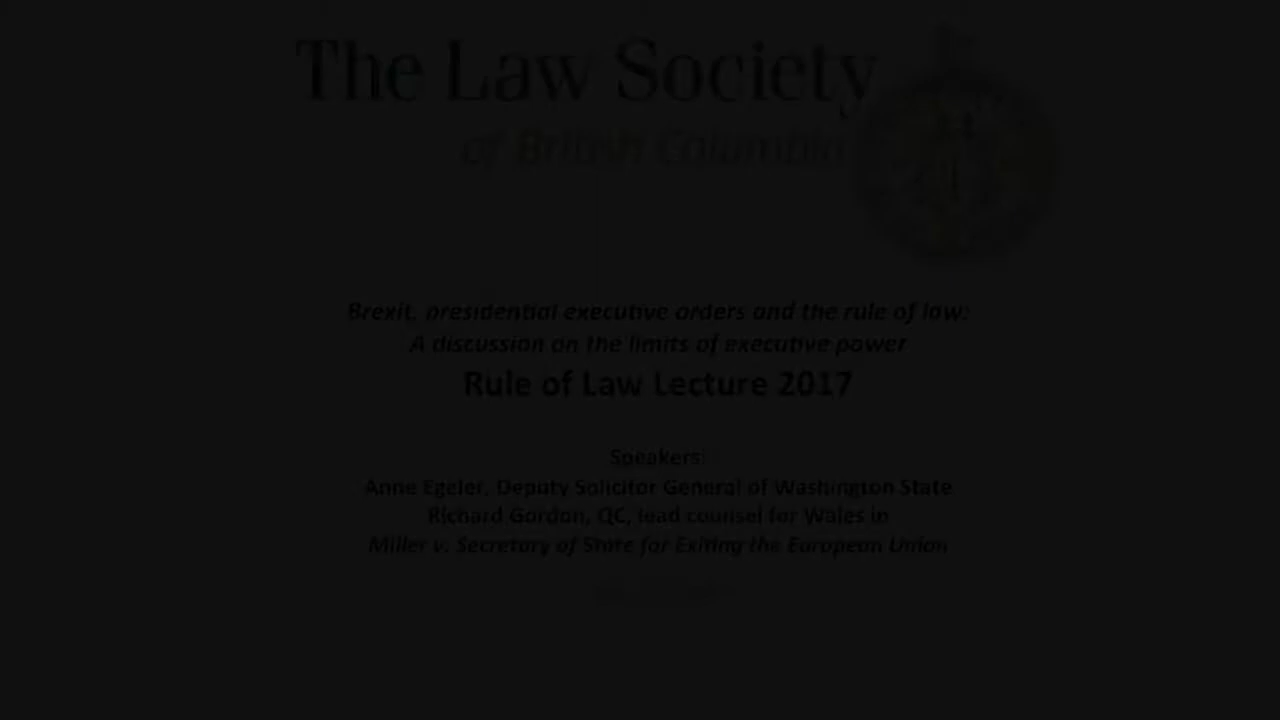 The Law Society
of British Columbia
Brexit, presidential executive orders and the rule of law:
A discussion on the limits of executive power
Rule of Law Lecture 2017
Speakers:
Anne Egeler, Deputy Solicitor General of Washington State
Richard Gordon, QC, lead counsel for Wales in
Miller v. Secretary of State for Exiting the European Union